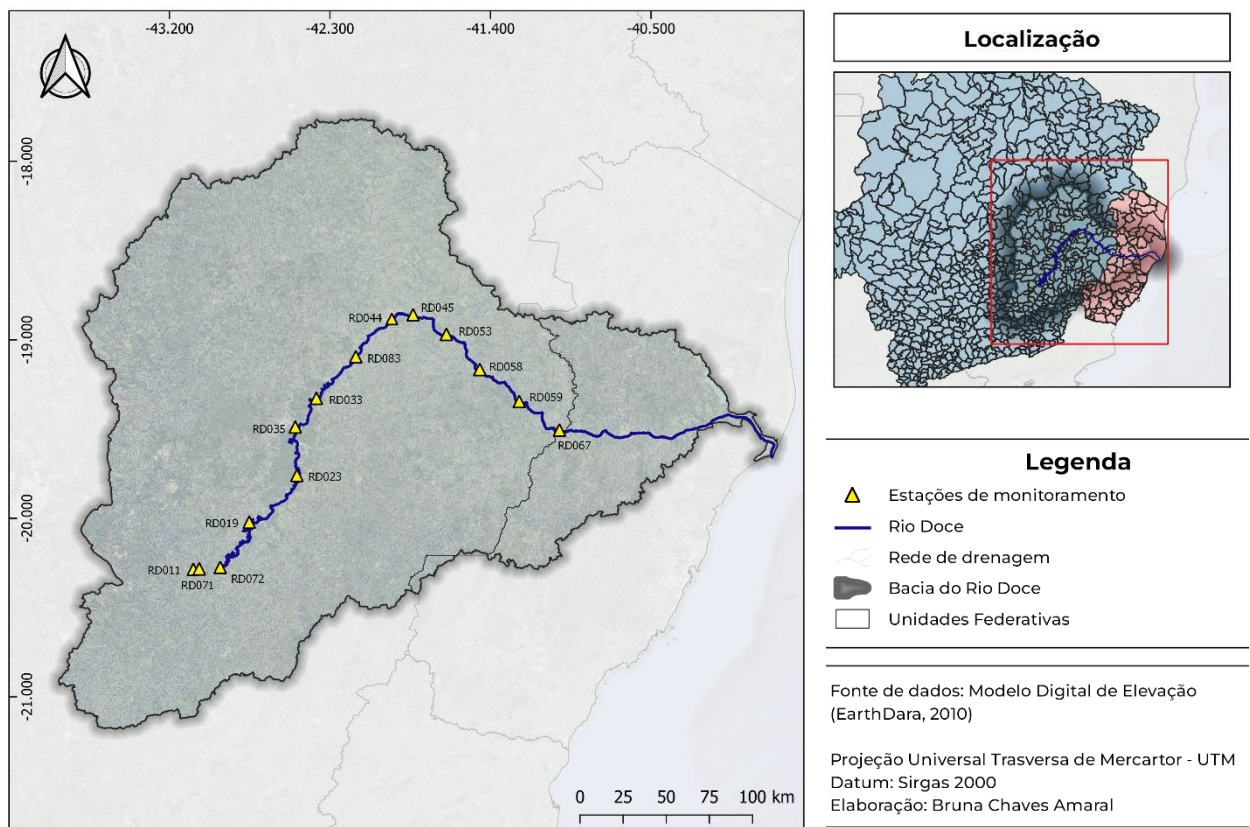 -43.200
-42.300
-41.400
-40.500
-18.000
-19.000
-20.000
-21.000
RD045
RD044
RD053
RD083
RD058
RD033
RD059
RD035
RD067
RD023
RD019
RD011
RD071
RD072
0 25 50 75 100 km
Localização
Legenda
Estações de monitoramento
Rio Doce
Rede de drenagem
Bacia do Rio Doce
Unidades Federativas
Fonte de dados: Modelo Digital de Elevação
(EarthDara, 2010)
Projeção Universal Trasversa de Mercartor - UTM
Datum: Sirgas 2000
Elaboração: Bruna Chaves Amaral